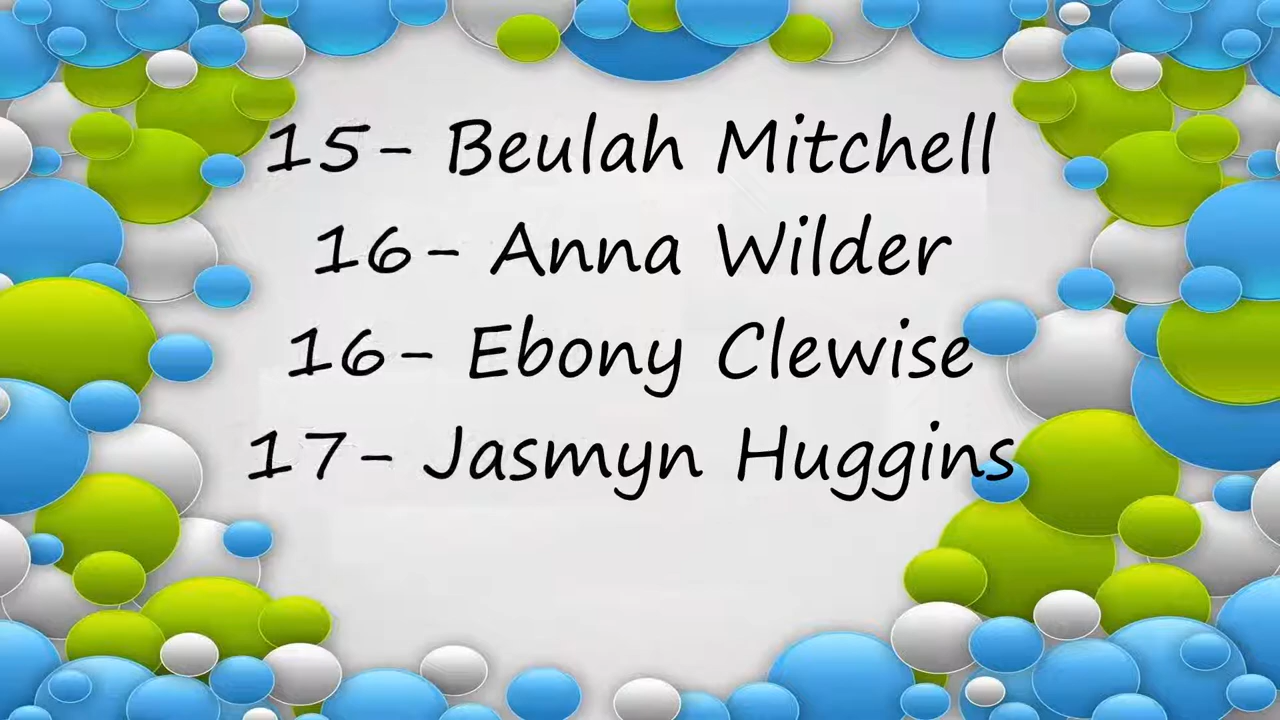 15- Beulah Mitchell
16- Anna Wilder
16- Ebony Clewise
17- Jasmyn Huggins